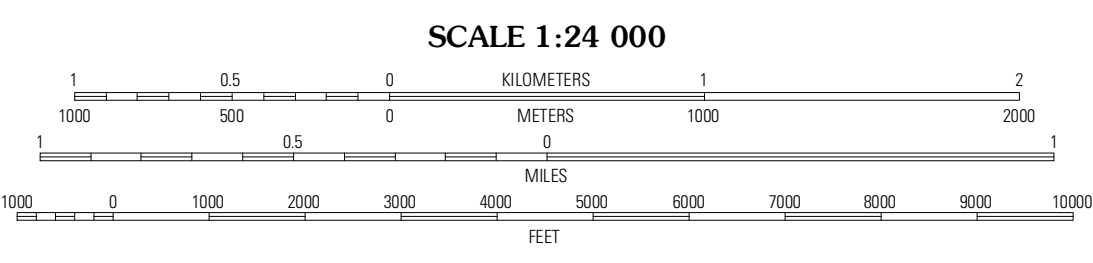 SCALE 1:24 000
1 0.5 0 KILOMETERS 1 2
1000 500 0 METERS 1000 2000
1 0.5 0 1
MILES
1000 0 1000 2000 3000 4000 5000 6000 7000 8000 9000 10000
FEET